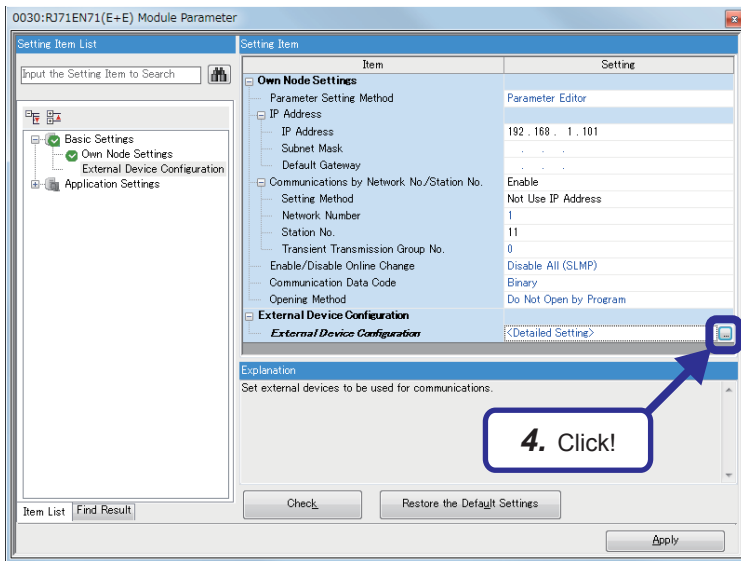 0030:RJ71EN71(E+E) Module Parameter
Setting Item List
Input the Setting Item to Search
Basic Settings
Own Node Settings
External Device Configuration
Application Settings
Item List
Find Result
Setting Item
Item Setting
Own Node Settings
Parameter Setting Method Parameter Editor
IP Address
IP Address 192 . 168 . 1 . 101
Subnet Mask . . .
Default Gateway . . .
Communications by Network No./Station No. Enable
Setting Method Not Use IP Address
Network Number 1
Station No. 11
Transient Transmission Group No. 0
Enable/Disable Online Change Disable All (SLMP)
Communication Data Code Binary
Opening Method Do Not Open by Program
External Device Configuration
External Device Configuration <Detailed Setting> ...
Explanation
Set external devices to be used for communications.
4. Click!
Check Restore the Default Settings
Apply